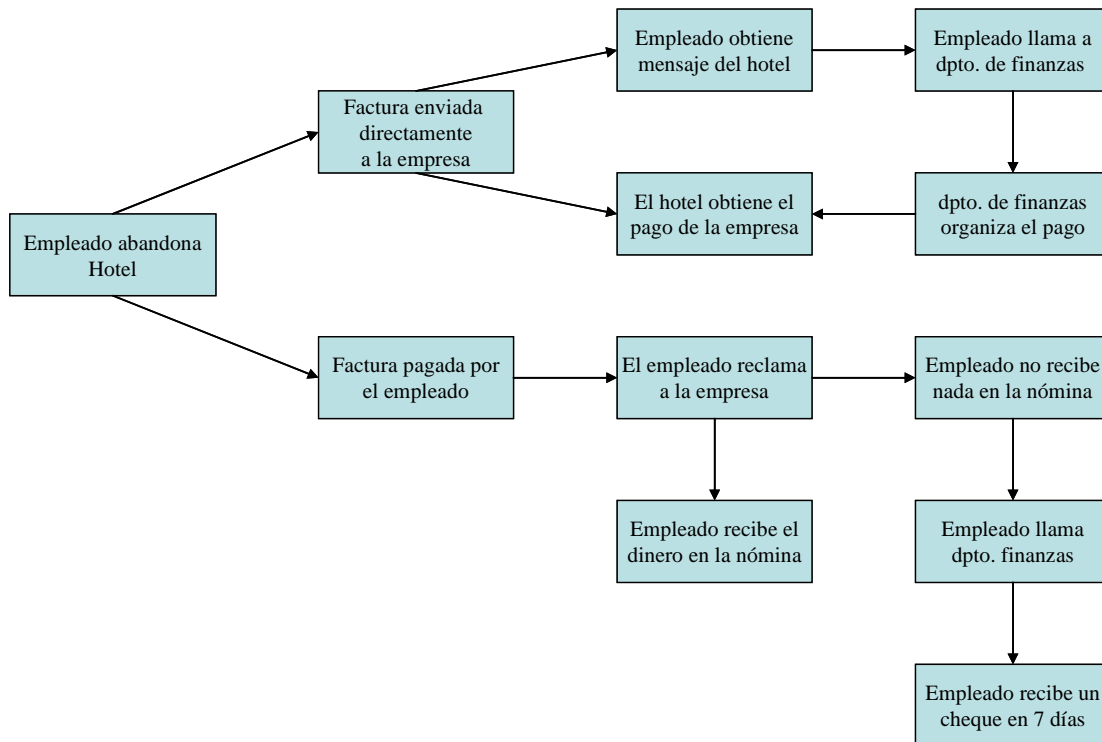 Empleado obtiene
mensaje del hotel
Empleado llama a
dpto. de finanzas
Factura enviada
directamente
a la empresa
El hotel obtiene el
pago de la empresa
dpto. de finanzas
organiza el pago
Empleado abandona
Hotel
Factura pagada por
el empleado
El empleado reclama
a la empresa
Empleado no recibe
nada en la nómina
Empleado recibe el
dinero en la nómina
Empleado llama
dpto. finanzas
Empleado recibe un
cheque en 7 días